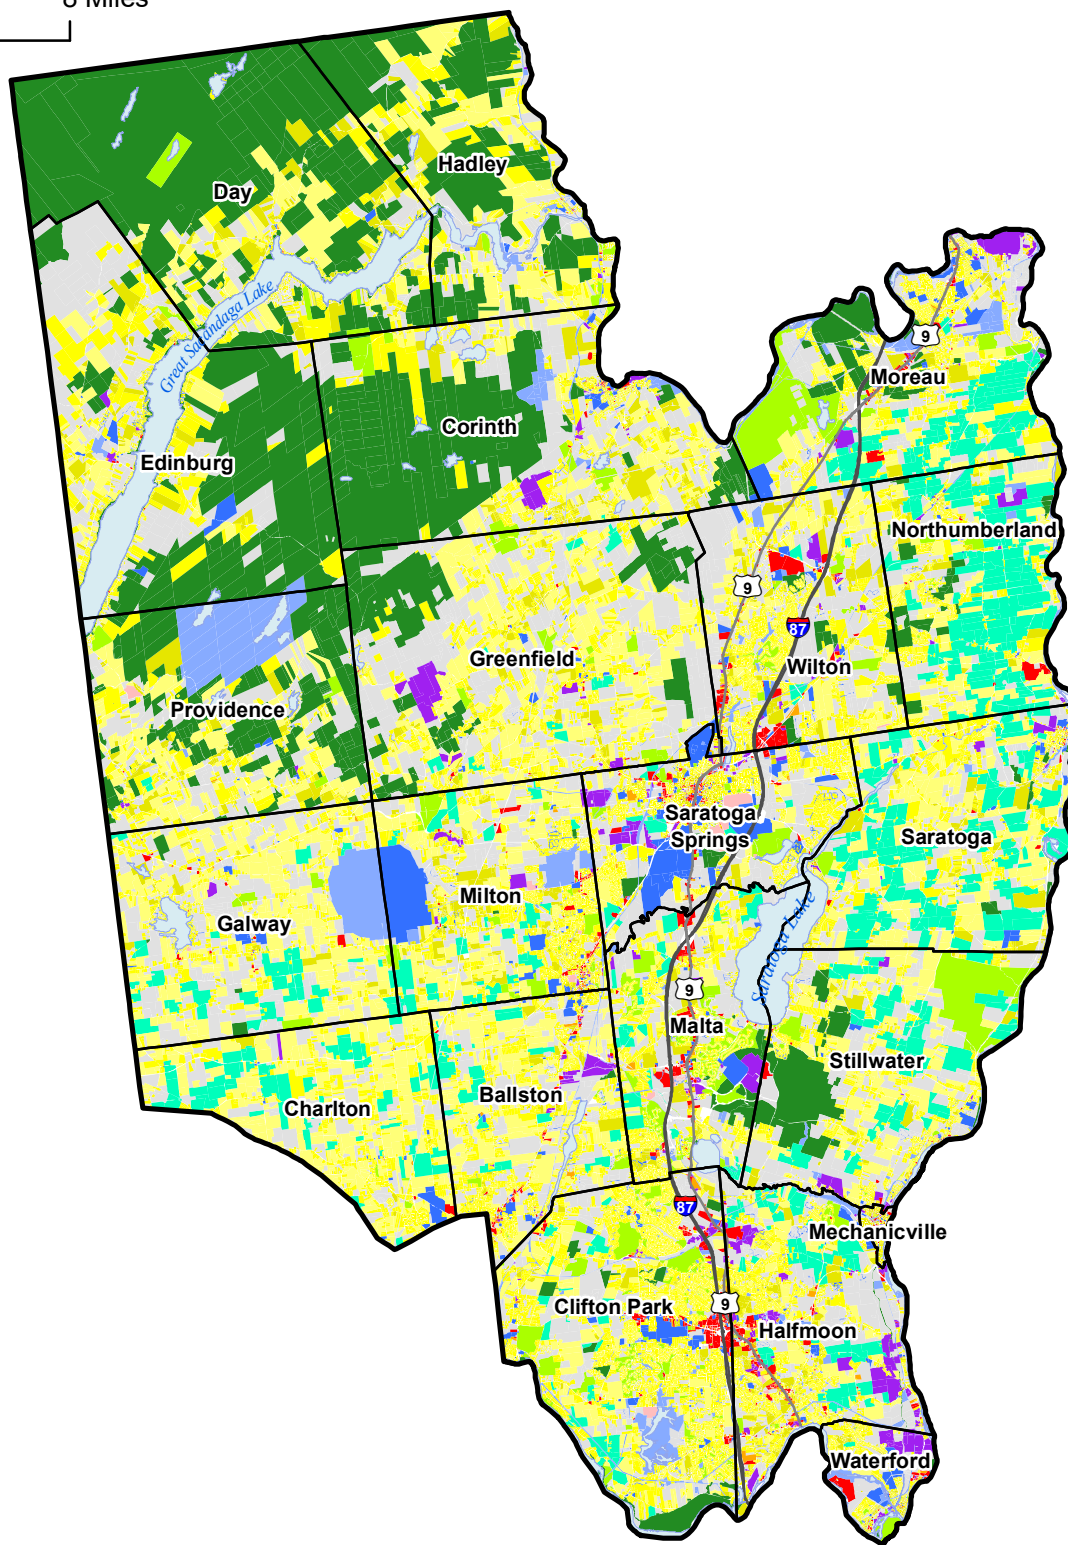 8 Miles
Hadley
Day
Great Sacandaga Lake
9
Moreau
Corinth
Edinburg
Northumberland
9
87
Greenfield
Wilton
Providence
Saratoga
Springs
Saratoga
Milton
Galway
Saratoga Lake
9
Malta
Stillwater
Ballston
Charlton
87
Mechanicville
9
Clifton Park
Halfmoon
Waterford